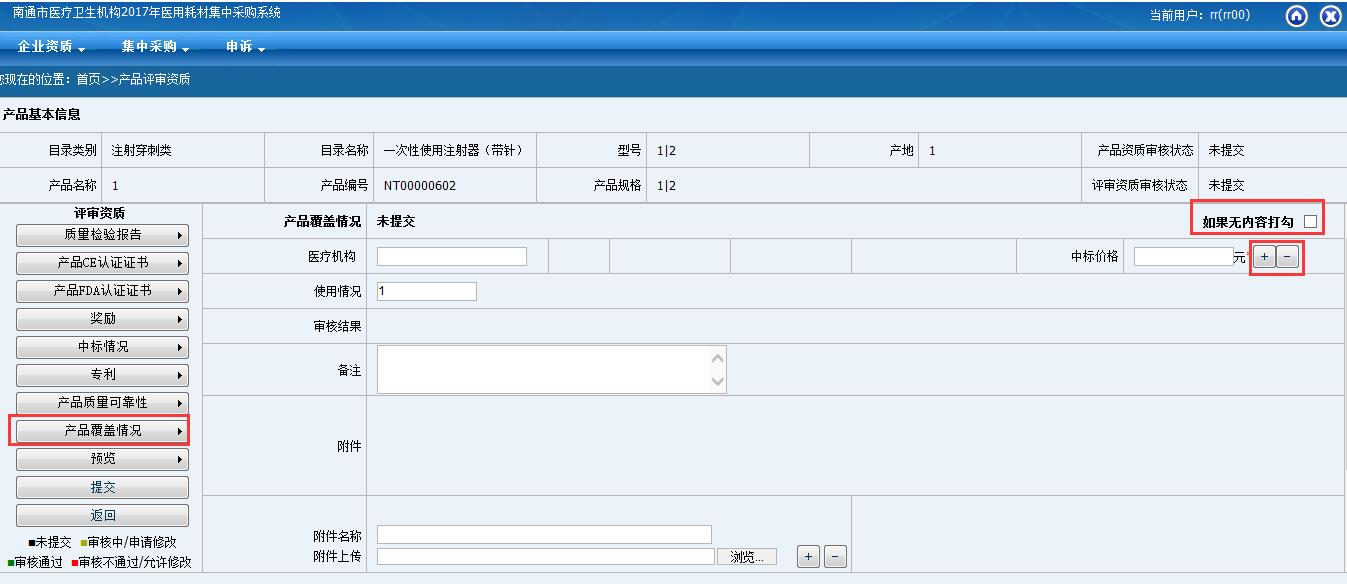 南通市医疗卫生机构2017年医用耗材集中采购系统 当前用户：rr(rr00)
企业资质 集中采购 申诉
您现在的位置：首页>>产品评审资质
产品基本信息
目录类别 注射穿刺类 目录名称 一次性使用注射器（带针） 型号 1|2 产地 1 产品资质审核状态 未提交
产品名称 1 产品编号 NT00000602 产品规格 1|2 评审资质审核状态 未提交
评审资质
质量检验报告
产品CE认证证书
产品FDA认证证书
奖励
中标情况
专利
产品质量可靠性
产品覆盖情况
预览
提交
返回
■未提交 ■审核中/申请修改
■审核通过 ■审核不通过/允许修改
产品覆盖情况 未提交 如果无内容打勾
医疗机构 中标价格 元* + -
使用情况 1
审核结果
备注
附件
附件名称
附件上传 浏览... + -